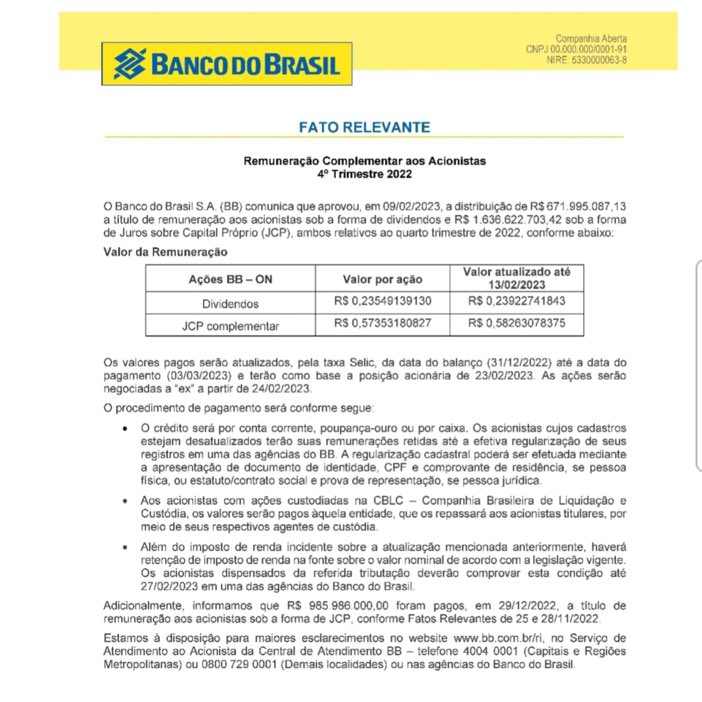 Companhia Aberta
CNPJ 00.000.000/0001-91
NIRE: 5330000063-8
BANCO DO BRASIL
FATO RELEVANTE
Remuneração Complementar aos Acionistas
4º Trimestre 2022
O Banco do Brasil S.A. (BB) comunica que aprovou, em 09/02/2023, a distribuição de R$ 671.995.087,13
a título de remuneração aos acionistas sob a forma de dividendos e R$ 1.636.622.703,42 sob a forma
de Juros sobre Capital Próprio (JCP), ambos relativos ao quarto trimestre de 2022, conforme abaixo:
Valor da Remuneração
Ações BB – ON Valor por ação Valor atualizado até
13/02/2023
Dividendos R$ 0,23549139130 R$ 0,23922741843
JCP complementar R$ 0,57353180827 R$ 0,58263078375
Os valores pagos serão atualizados, pela taxa Selic, da data do balanço (31/12/2022) até a data do
pagamento (03/03/2023) e terão como base a posição acionária de 23/02/2023. As ações serão
negociadas a "ex" a partir de 24/02/2023.
O procedimento de pagamento será conforme segue:
• O crédito será por conta corrente, poupança-ouro ou por caixa. Os acionistas cujos cadastros
estejam desatualizados terão suas remunerações retidas até a efetiva regularização de seus
registros em uma das agências do BB. A regularização cadastral poderá ser efetuada mediante
a apresentação de documento de identidade, CPF e comprovante de residência, se pessoa
física, ou estatuto/contrato social e prova de representação, se pessoa jurídica.
• Aos acionistas com ações custodiadas na CBLC – Companhia Brasileira de Liquidação e
Custódia, os valores serão pagos àquela entidade, que os repassará aos acionistas titulares, por
meio de seus respectivos agentes de custódia.
• Além do imposto de renda incidente sobre a atualização mencionada anteriormente, haverá
retenção de imposto de renda na fonte sobre o valor nominal de acordo com a legislação vigente.
Os acionistas dispensados da referida tributação deverão comprovar esta condição até
27/02/2023 em uma das agências do Banco do Brasil.
Adicionalmente, informamos que R$ 985.986.000,00 foram pagos, em 29/12/2022, a título de
remuneração aos acionistas sob a forma de JCP, conforme Fatos Relevantes de 25 e 28/11/2022.
Estamos à disposição para maiores esclarecimentos no website www.bb.com.br/ri, no Serviço de
Atendimento ao Acionista da Central de Atendimento BB – telefone 4004 0001 (Capitais e Regiões
Metropolitanas) ou 0800 729 0001 (Demais localidades) ou nas agências do Banco do Brasil.